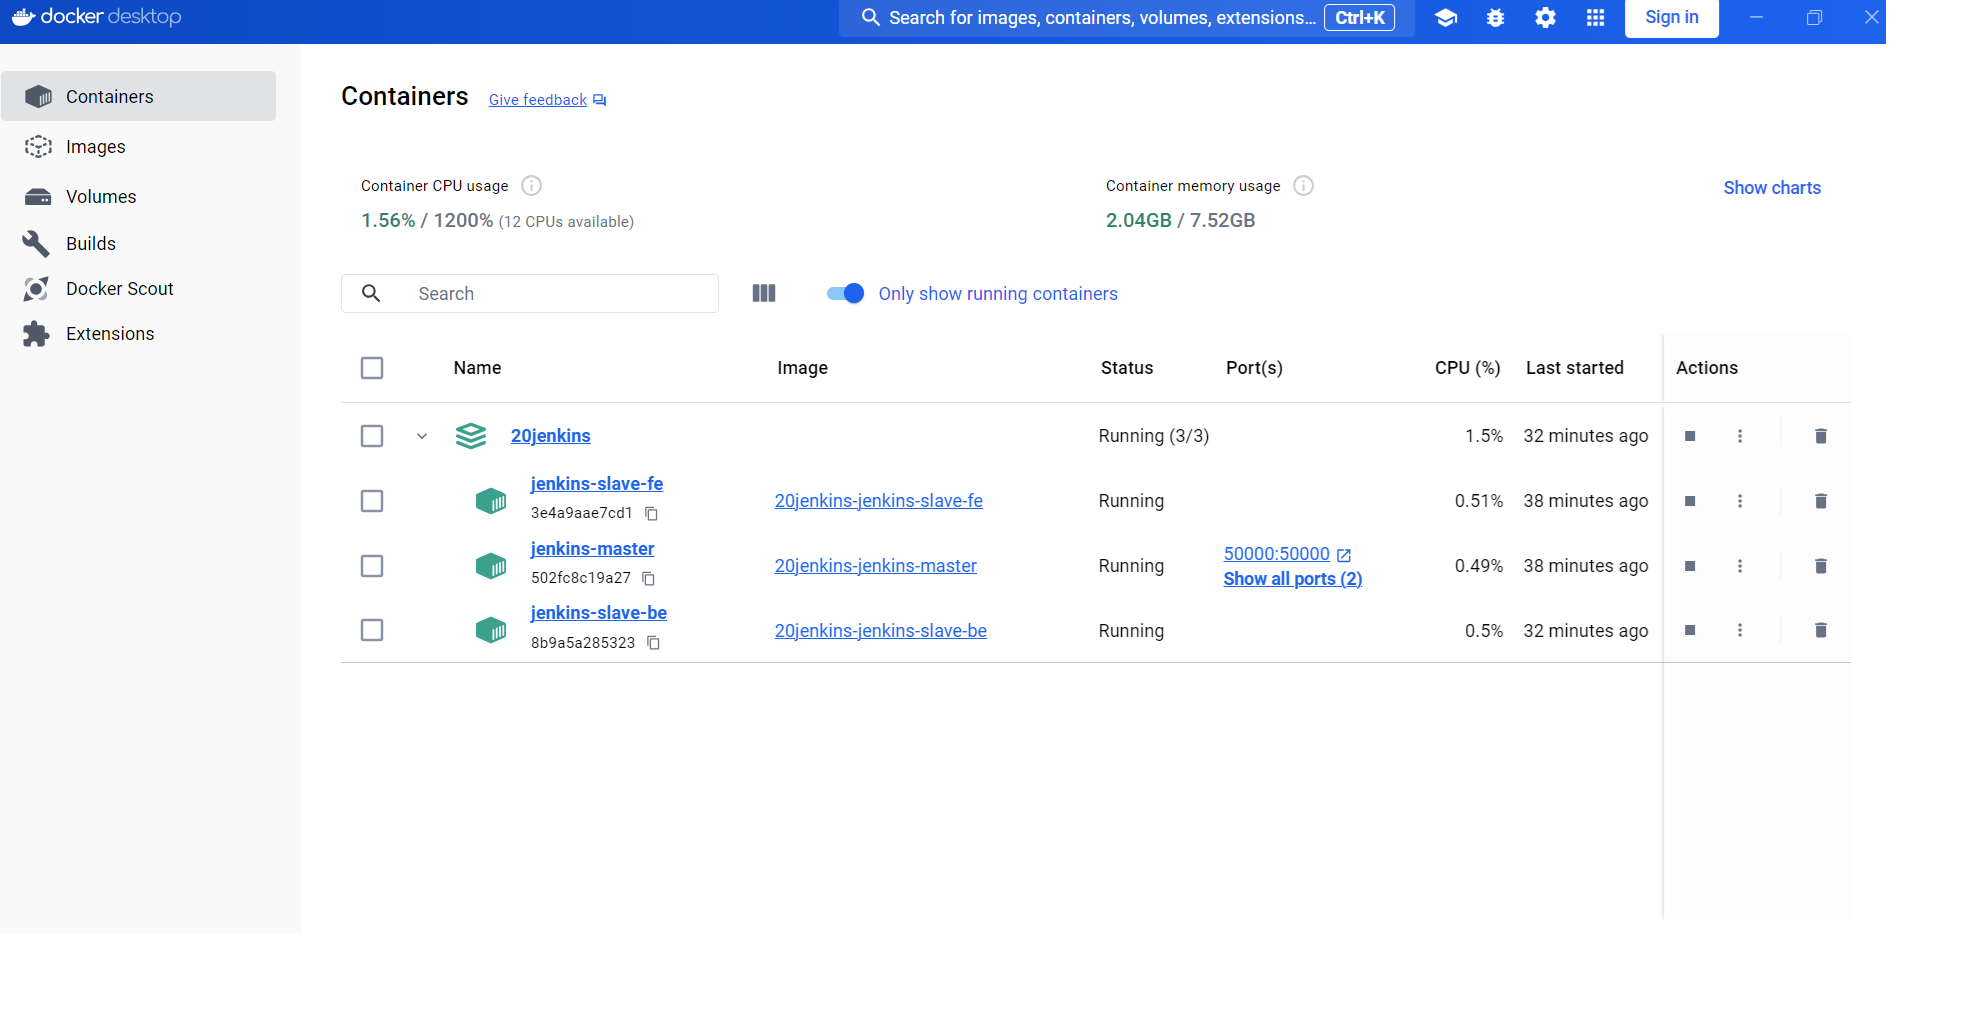 docker desktop
Search for images, containers, volumes, extensions... Ctrl+K
Sign in
Containers
Images
Volumes
Builds
Docker Scout
Extensions
Containers Give feedback
Container CPU usage
1.56% / 1200% (12 CPUs available)
Container memory usage
2.04GB / 7.52GB
Show charts
Search
Only show running containers
Name Image Status Port(s) CPU (%) Last started Actions
20jenkins Running (3/3) 1.5% 32 minutes ago
jenkins-slave-fe
3e4a9aae7cd1
20jenkins-jenkins-slave-fe Running 0.51% 38 minutes ago
jenkins-master
502fc8c19a27
20jenkins-jenkins-master Running
50000:50000
Show all ports (2)
0.49% 38 minutes ago
jenkins-slave-be
8b9a5a285323
20jenkins-jenkins-slave-be Running 0.5% 32 minutes ago